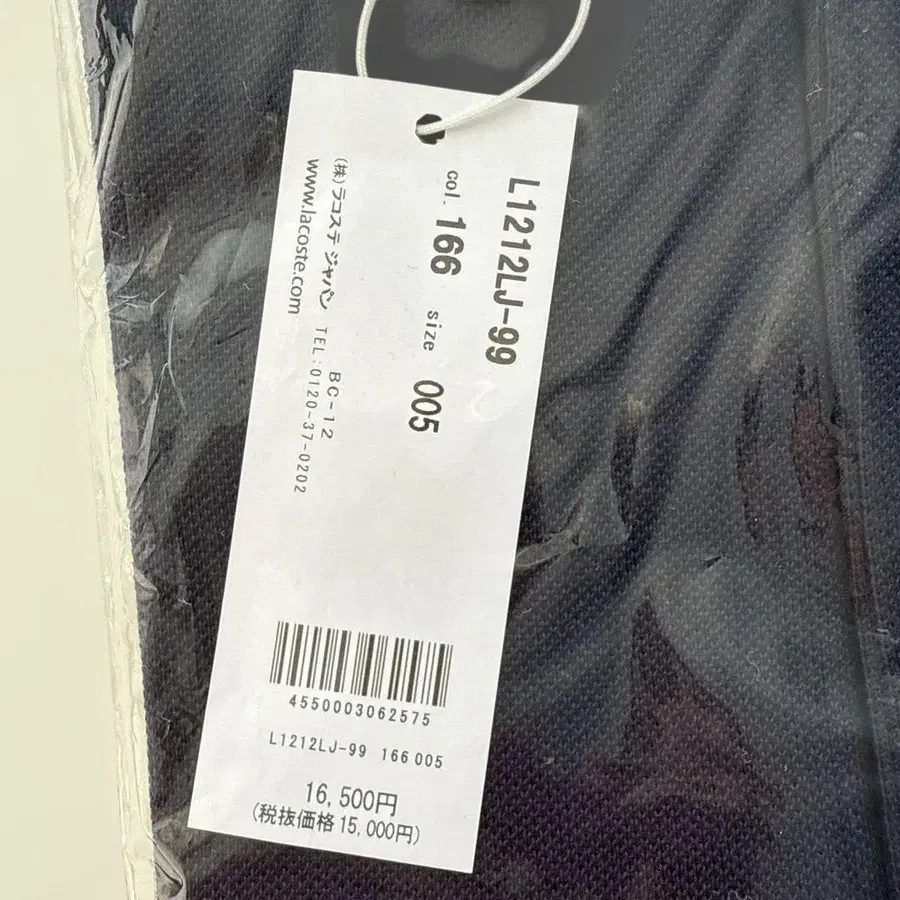 L1212LJ-99
col. 166 size 005
(株)ラコステ ジャパン BC-12
www.lacoste.com TEL:0120-37-0202
4550003062575
L1212LJ-99 166 005
16,500円
(税抜価格 15,000円)